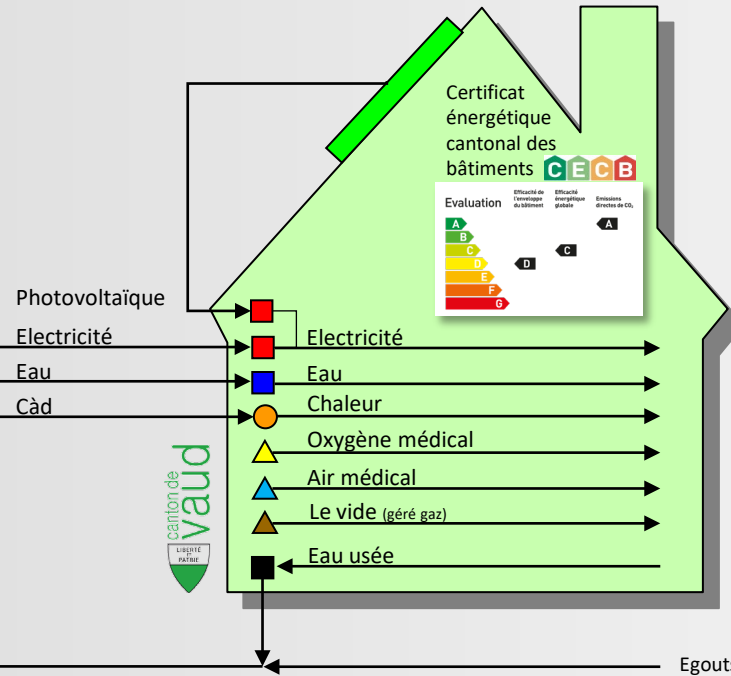 Certificat
énergétique
cantonal des
bâtiments CECB
Evaluation
Efficacité de
l'enveloppe
du bâtiment
Efficacité
énergétique
globale
Emissions
directes de CO₂
A
B
C
D
E
F
G
D
C
A
Photovoltaïque
Electricité
Eau
Càd
Electricité
Eau
Chaleur
Oxygène médical
Air médical
Le vide (géré gaz)
Eau usée
canton de
vaud
LIBERTÉ
ET
PATRIE
Egouts